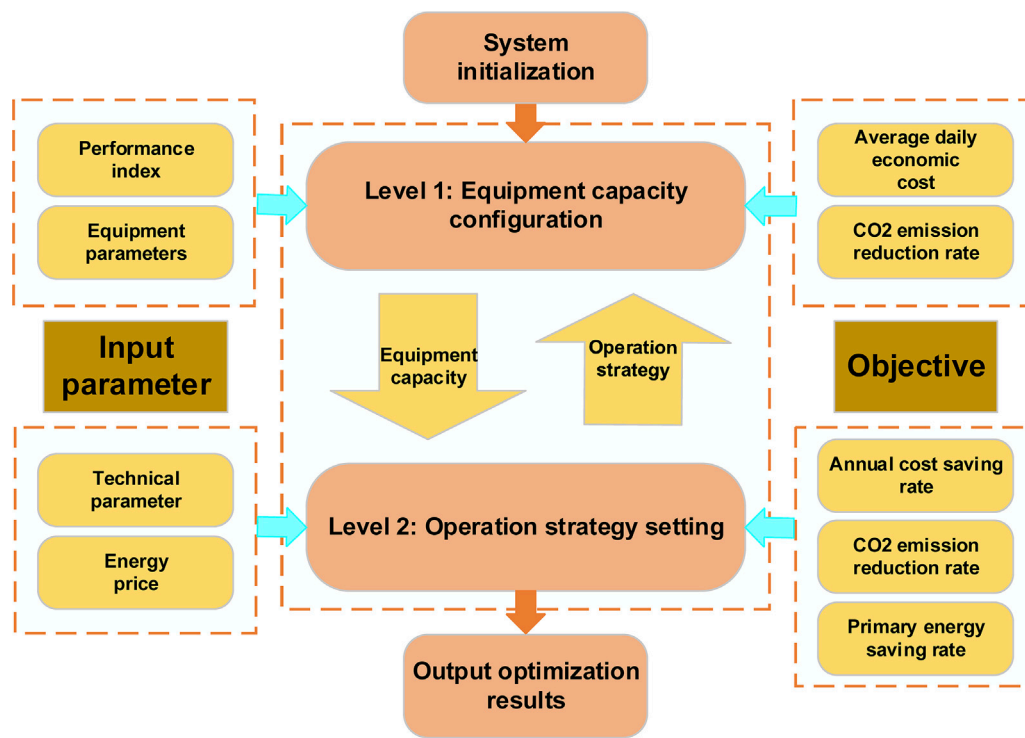 System
initialization
Performance
index
Equipment
parameters
Level 1: Equipment capacity
configuration
Average daily
economic
cost
CO2 emission
reduction rate
Input
parameter
Equipment
capacity
Operation
strategy
Objective
Technical
parameter
Energy
price
Level 2: Operation strategy setting
Annual cost saving
rate
CO2 emission
reduction rate
Primary energy
saving rate
Output optimization
results